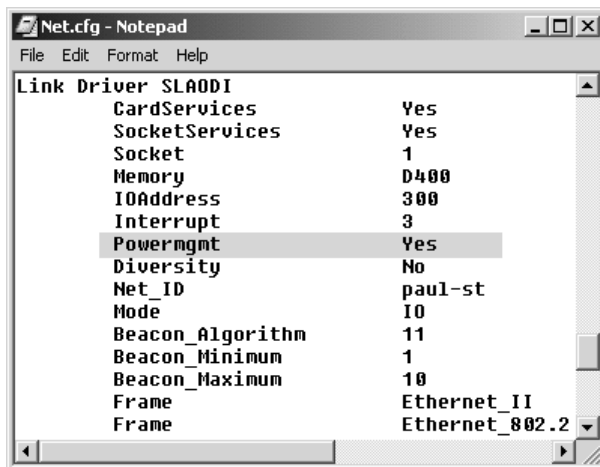 Net.cfg - Notepad
File Edit Format Help
Link Driver SLAODI
CardServices Yes
SocketServices Yes
Socket 1
Memory D400
IOAddress 300
Interrupt 3
Powermgmt Yes
Diversity No
Net_ID paul-st
Mode IO
Beacon_Algorithm 11
Beacon_Minimum 1
Beacon_Maximum 10
Frame Ethernet_II
Frame Ethernet_802.2